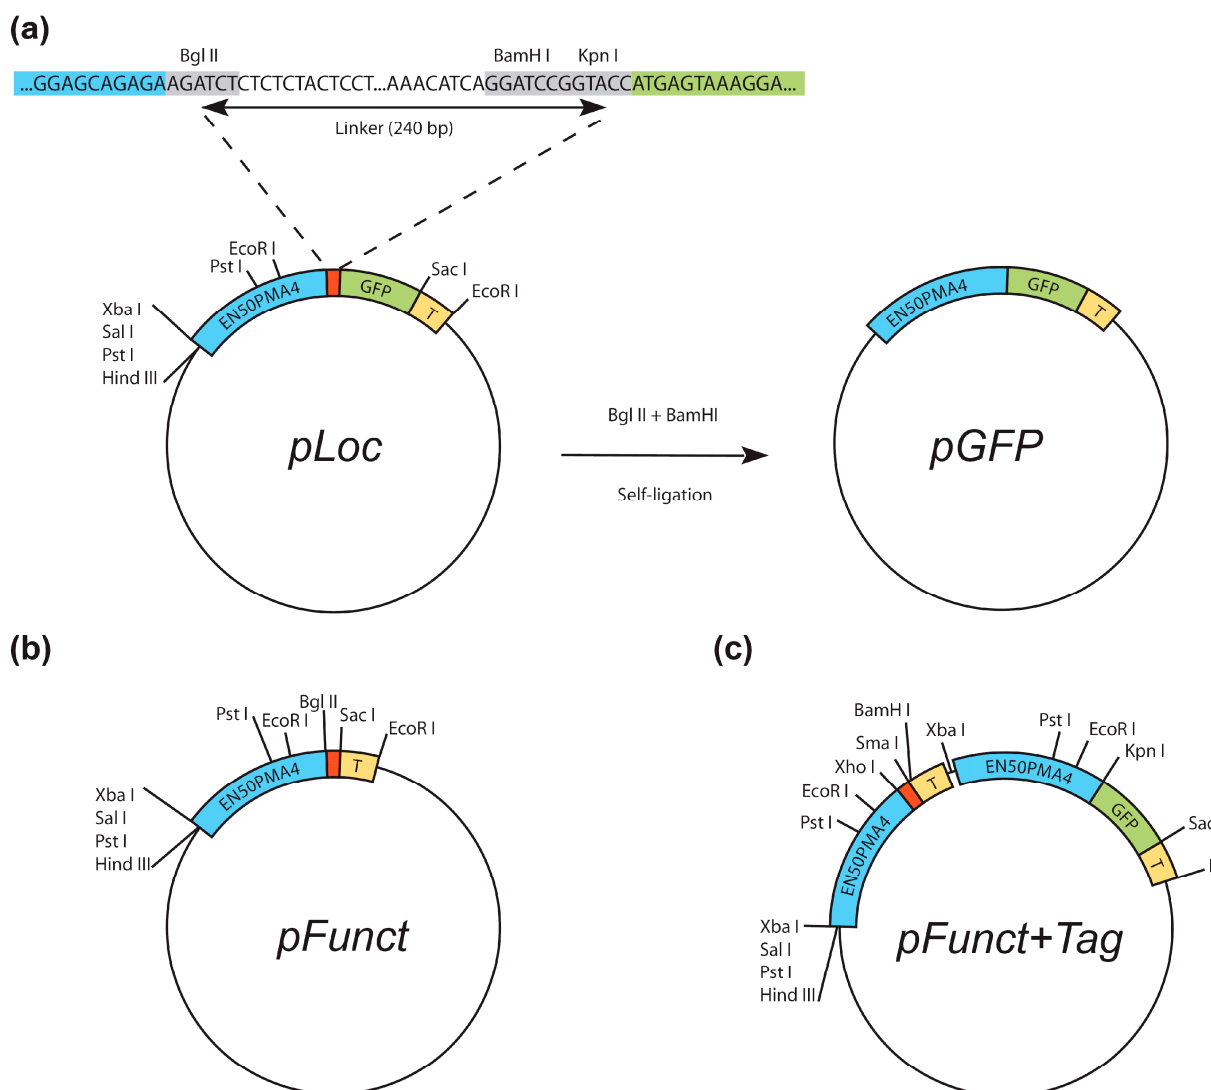 (a)
Bgl II BamH I Kpn I
...GGAGCAGAGAAGATCTCTCTCTACTCCT...AAACATCAGGATCCGGTACCATGAGTAAAGGA...
Linker (240 bp)
EcoR I
Pst I
Sac I
EcoR I
Xba I
Sal I
Pst I
Hind III
EN50PMA4
GFP
T
pLoc
Bgl II + BamHI
Self-ligation
EN50PMA4
GFP
T
pGFP
(b)
Pst I
EcoR I
Bgl II
Sac I
EcoR I
Xba I
Sal I
Pst I
Hind III
EN50PMA4
T
pFunct
(c)
BamH I
Sma I
Xho I
EcoR I
Pst I
Xba I
Pst I
EcoR I
Kpn I
Sac
EN50PMA4
T
EN50PMA4
GFP
T
Xba I
Sal I
Pst I
Hind III
pFunct+Tag